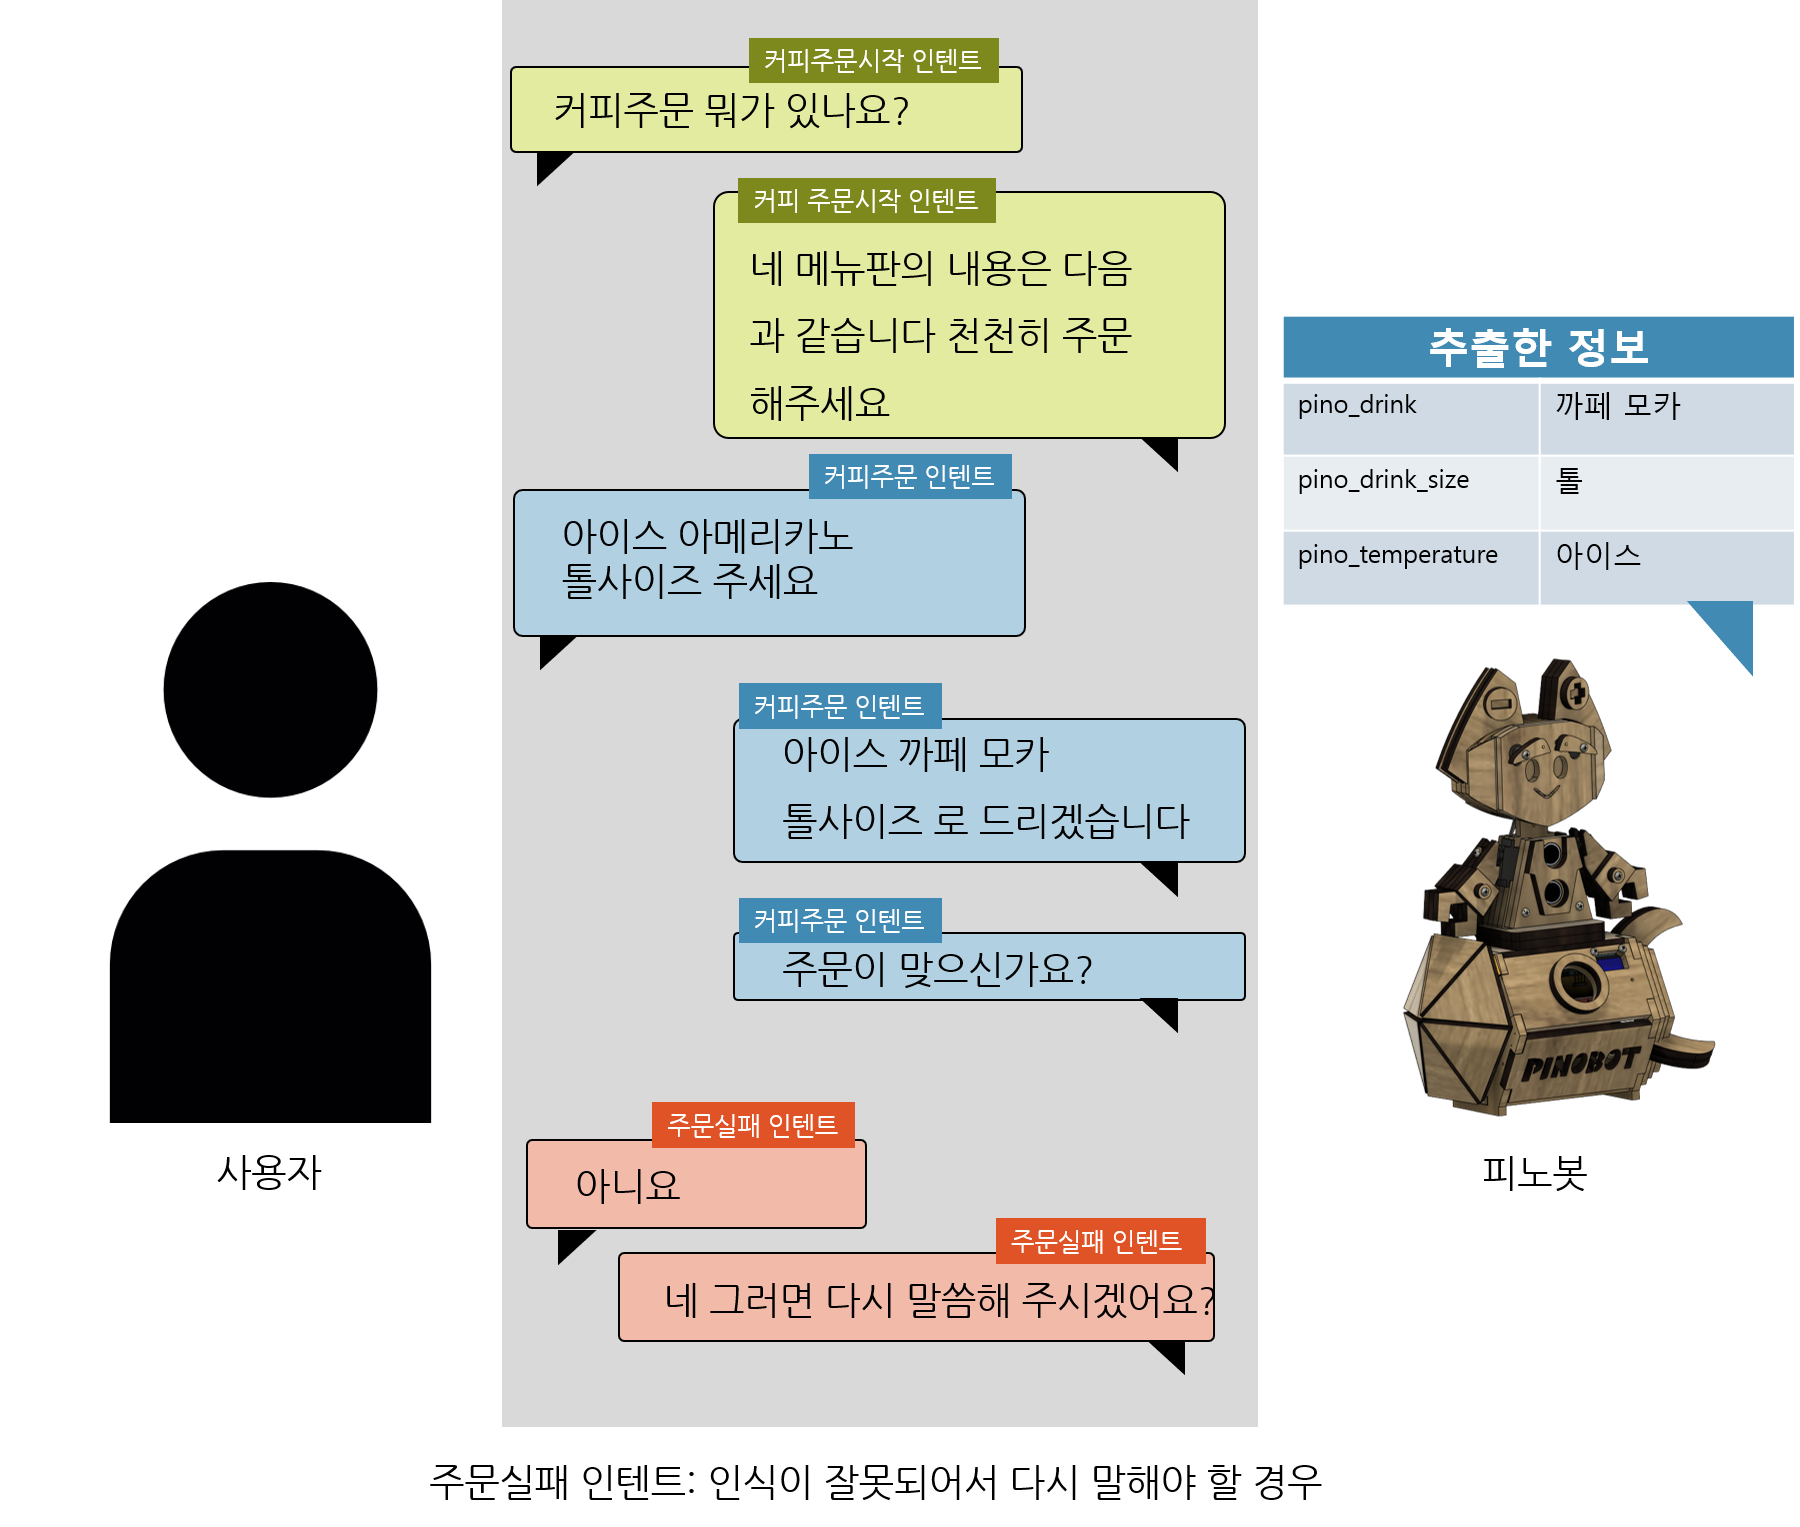 커피주문시작 인텐트
커피주문 뭐가 있나요?
커피 주문시작 인텐트
네 메뉴판의 내용은 다음
과 같습니다 천천히 주문
해주세요
커피주문 인텐트
아이스 아메리카노
톨사이즈 주세요
커피주문 인텐트
아이스 까페 모카
톨사이즈 로 드리겠습니다
커피주문 인텐트
주문이 맞으신가요?
주문실패 인텐트
아니요
주문실패 인텐트
네 그러면 다시 말씀해 주시겠어요?
추출한 정보
pino_drink 까페 모카
pino_drink_size 톨
pino_temperature 아이스
PINOBOT
사용자
피노봇
주문실패 인텐트: 인식이 잘못되어서 다시 말해야 할 경우